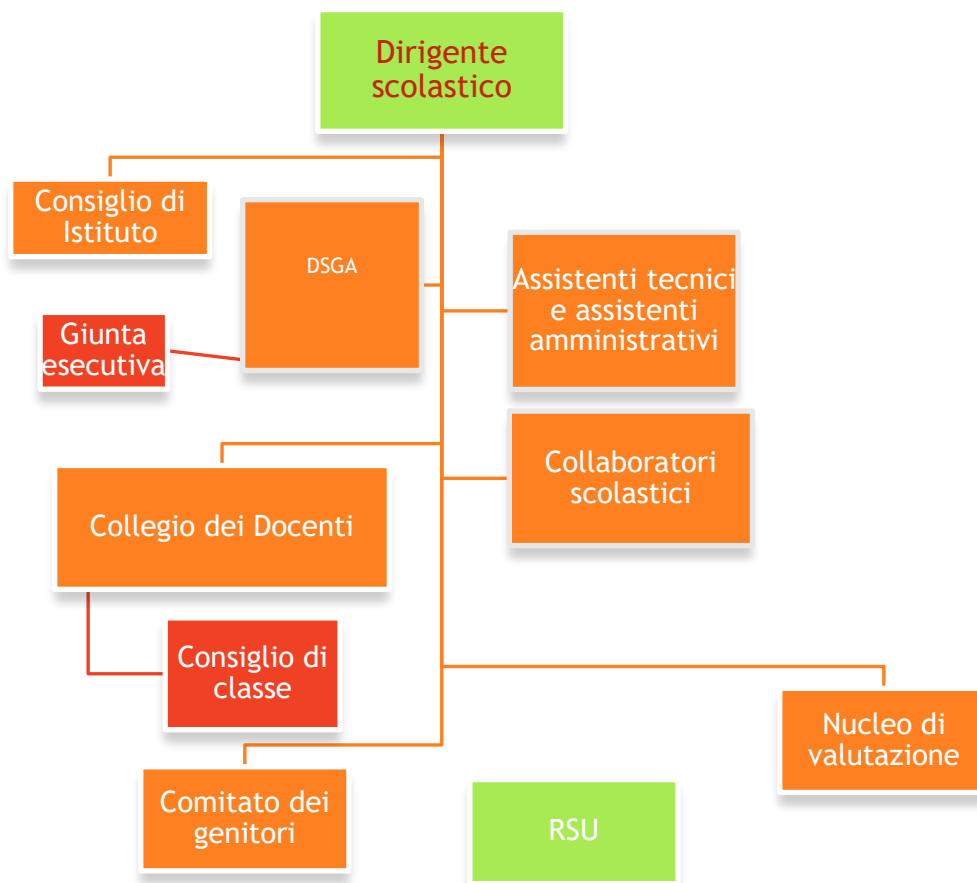 Dirigente
scolastico
Consiglio di
Istituto
DSGA
Assistenti tecnici
e assistenti
amministrativi
Giunta
esecutiva
Collaboratori
scolastici
Collegio dei Docenti
Consiglio di
classe
Nucleo di
valutazione
Comitato dei
genitori
RSU